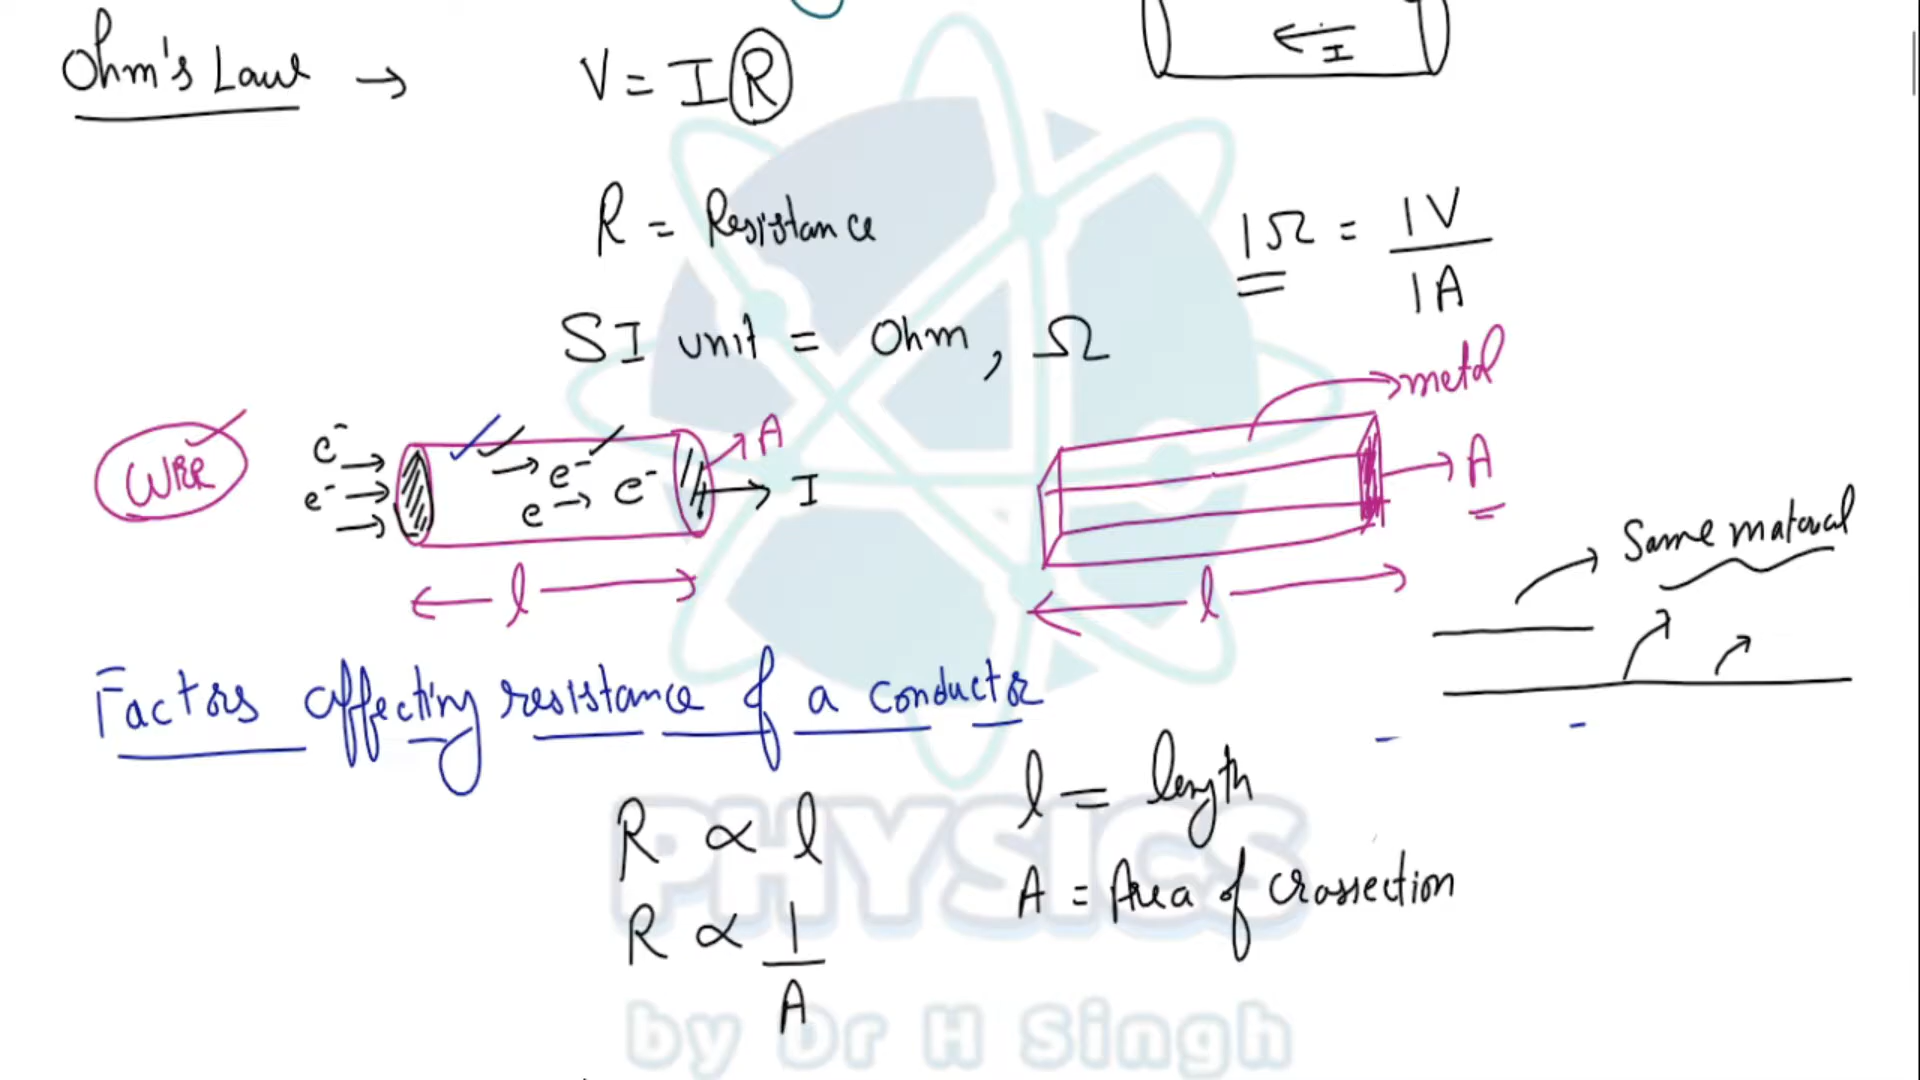 Ohm's Law → V = IR
I
R = Resistance
1Ω = 1V / 1A
SI unit = Ohm, Ω
metal
WIRE
e⁻ e⁻ e⁻ e e⁻ A I
A
l
l
Same material
Factors affecting resistance of a conductor
R ∝ l
l = length
R ∝ 1/A
A = Area of crossection
PHYSICS
by Dr H Singh